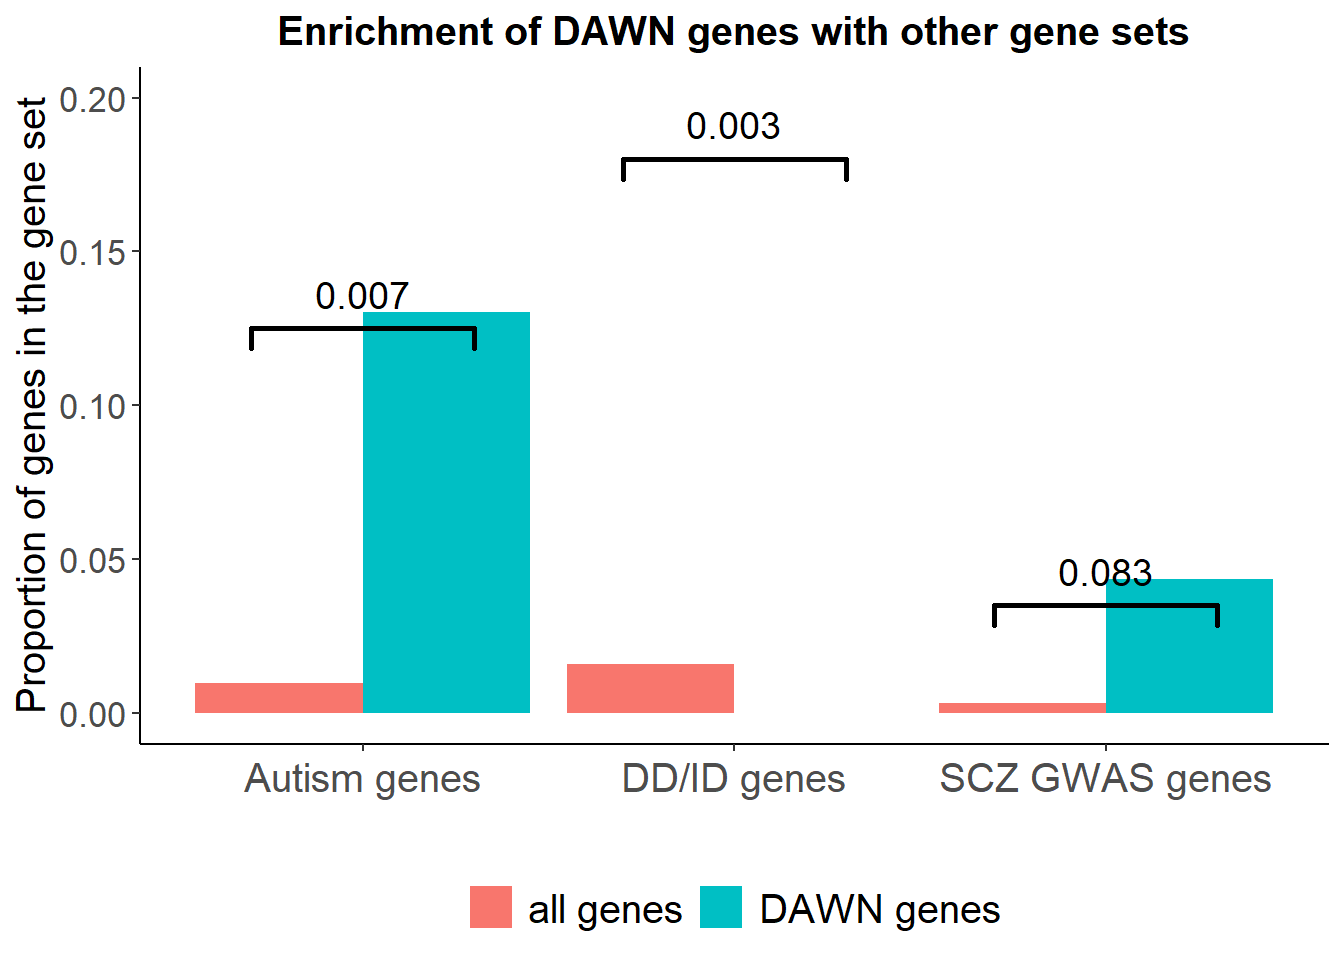 Enrichment of DAWN genes with other gene sets
Proportion of genes in the gene set
0.20
0.15
0.10
0.05
0.00
0.007
0.003
0.083
Autism genes
DD/ID genes
SCZ GWAS genes
all genes
DAWN genes